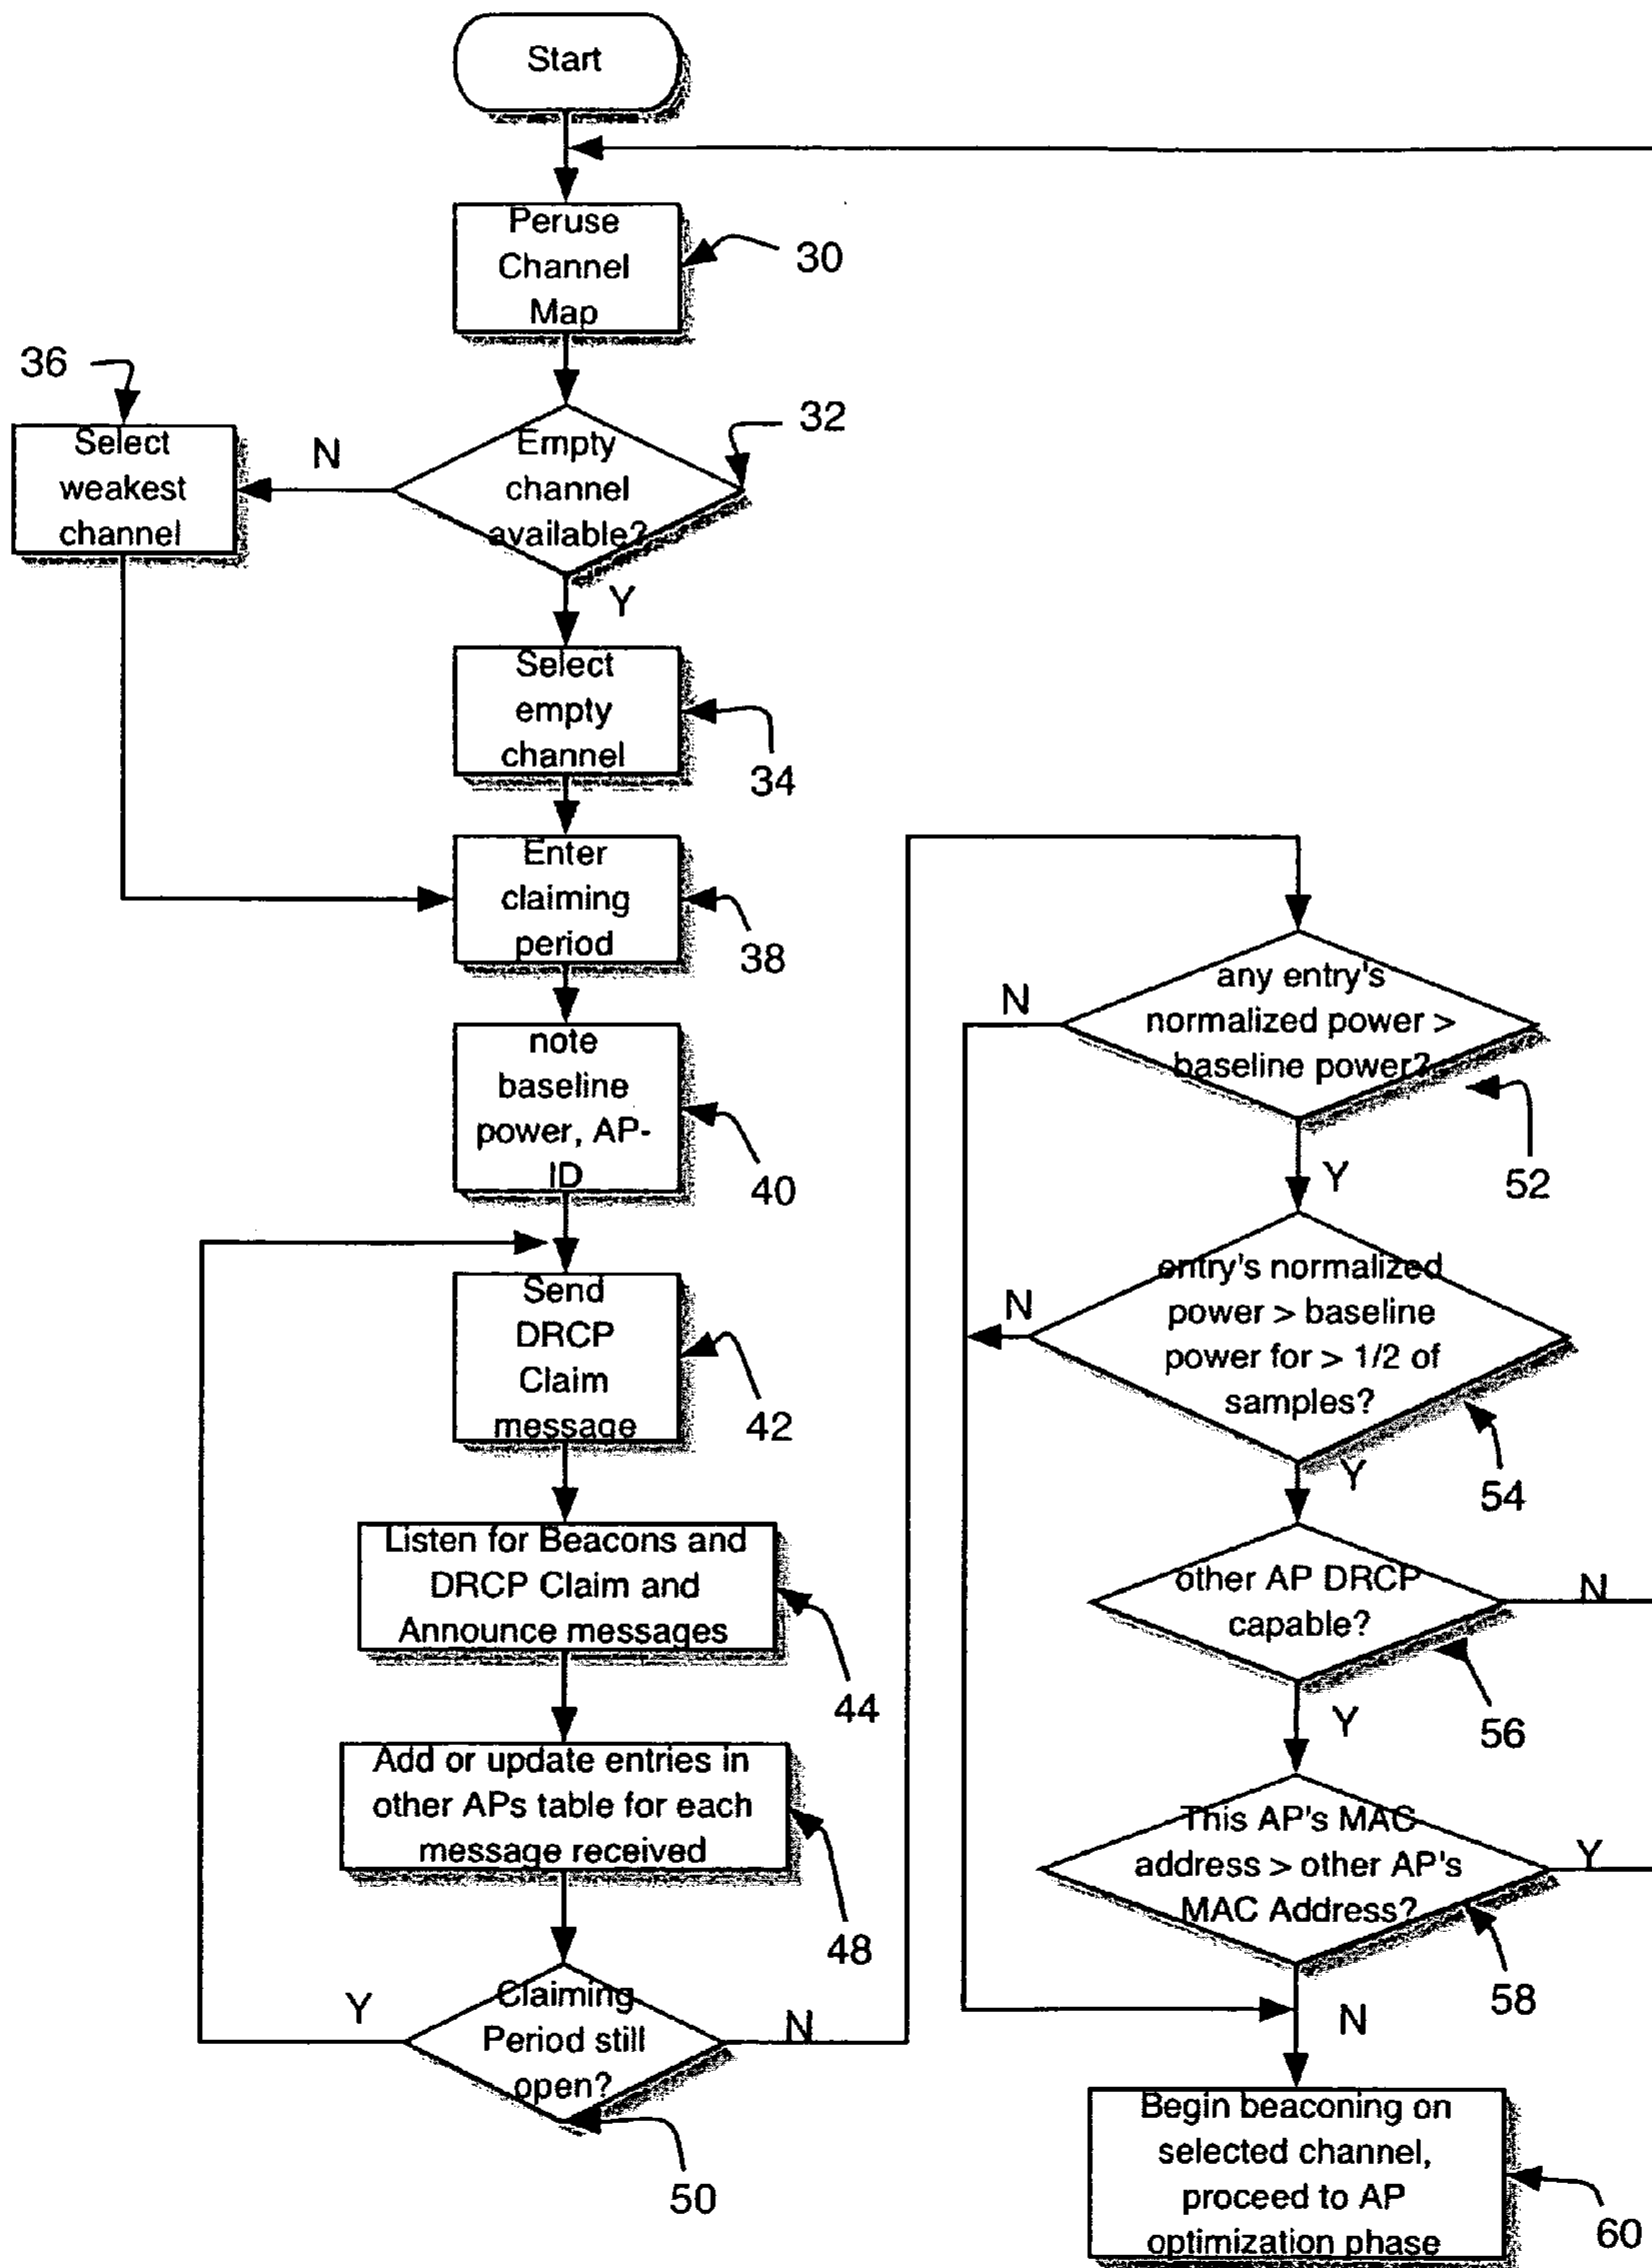 Start
Peruse
Channel
Map
30
36
Select
weakest
channel
N
Empty
channel
available?
32
Y
Select
empty
channel
34
Enter
claiming
period
38
note
baseline
power, AP-
ID
40
Send
DRCP
Claim
message
42
Listen for Beacons and
DRCP Claim and
Announce messages
44
Add or update entries in
other APs table for each
message received
48
Claiming
Period still
open?
Y
N
50
any entry's
normalized power >
baseline power?
N
52
Y
entry's normalized
power > baseline
power for > 1/2 of
samples?
N
54
Y
other AP DRCP
capable?
N
56
Y
This AP's MAC
address > other AP's
MAC Address?
Y
58
N
Begin beaconing on
selected channel,
proceed to AP
optimization phase
60